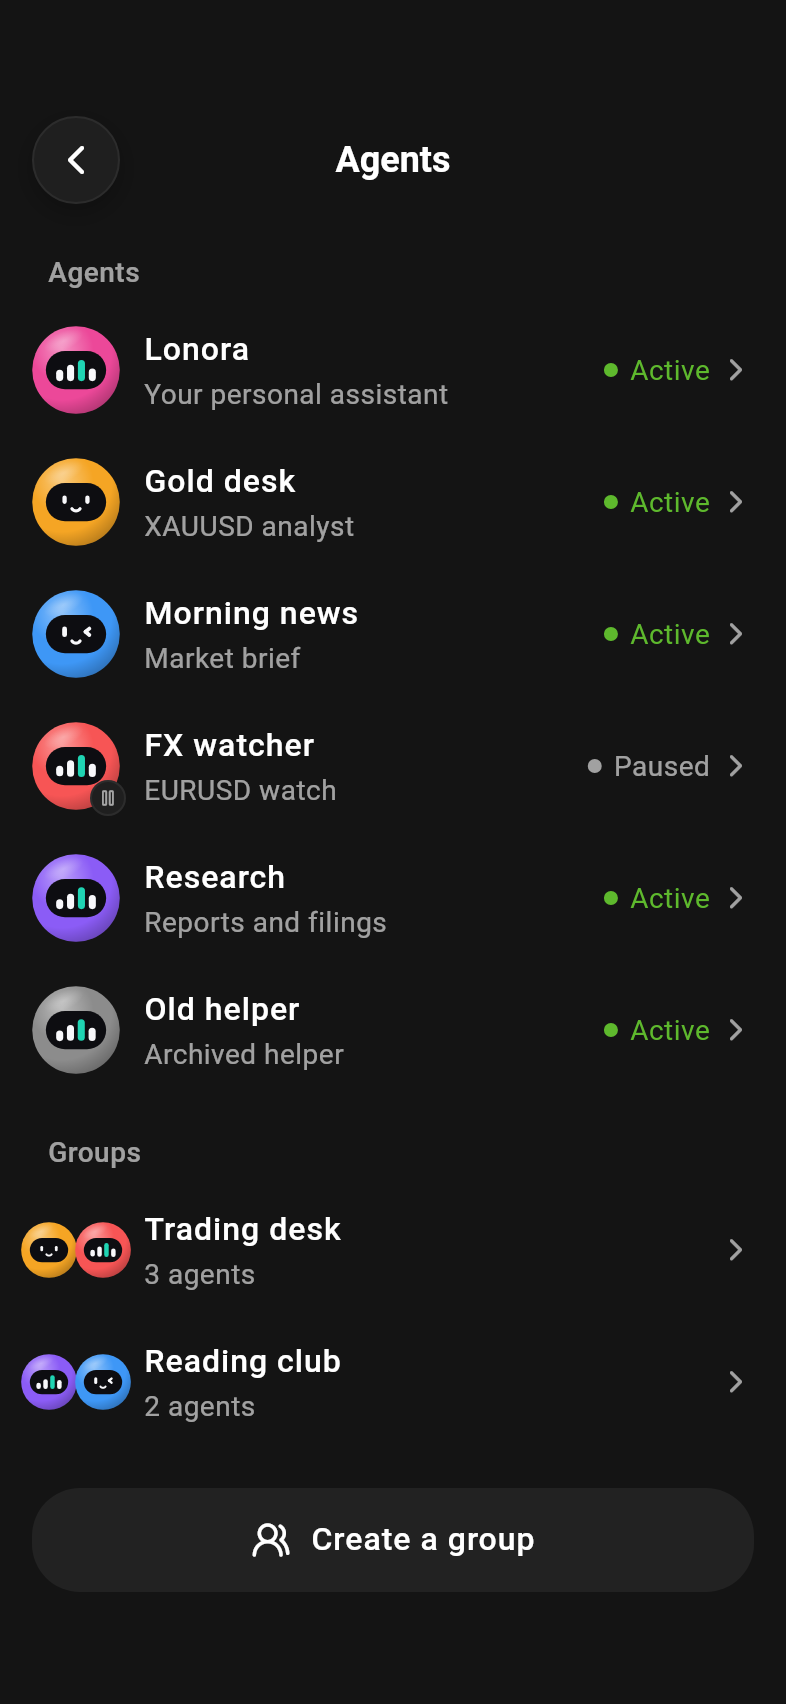 Agents
Agents
Lonora
Your personal assistant
Active
Gold desk
XAUUSD analyst
Active
Morning news
Market brief
Active
FX watcher
EURUSD watch
Paused
Research
Reports and filings
Active
Old helper
Archived helper
Active
Groups
Trading desk
3 agents
Reading club
2 agents
Create a group